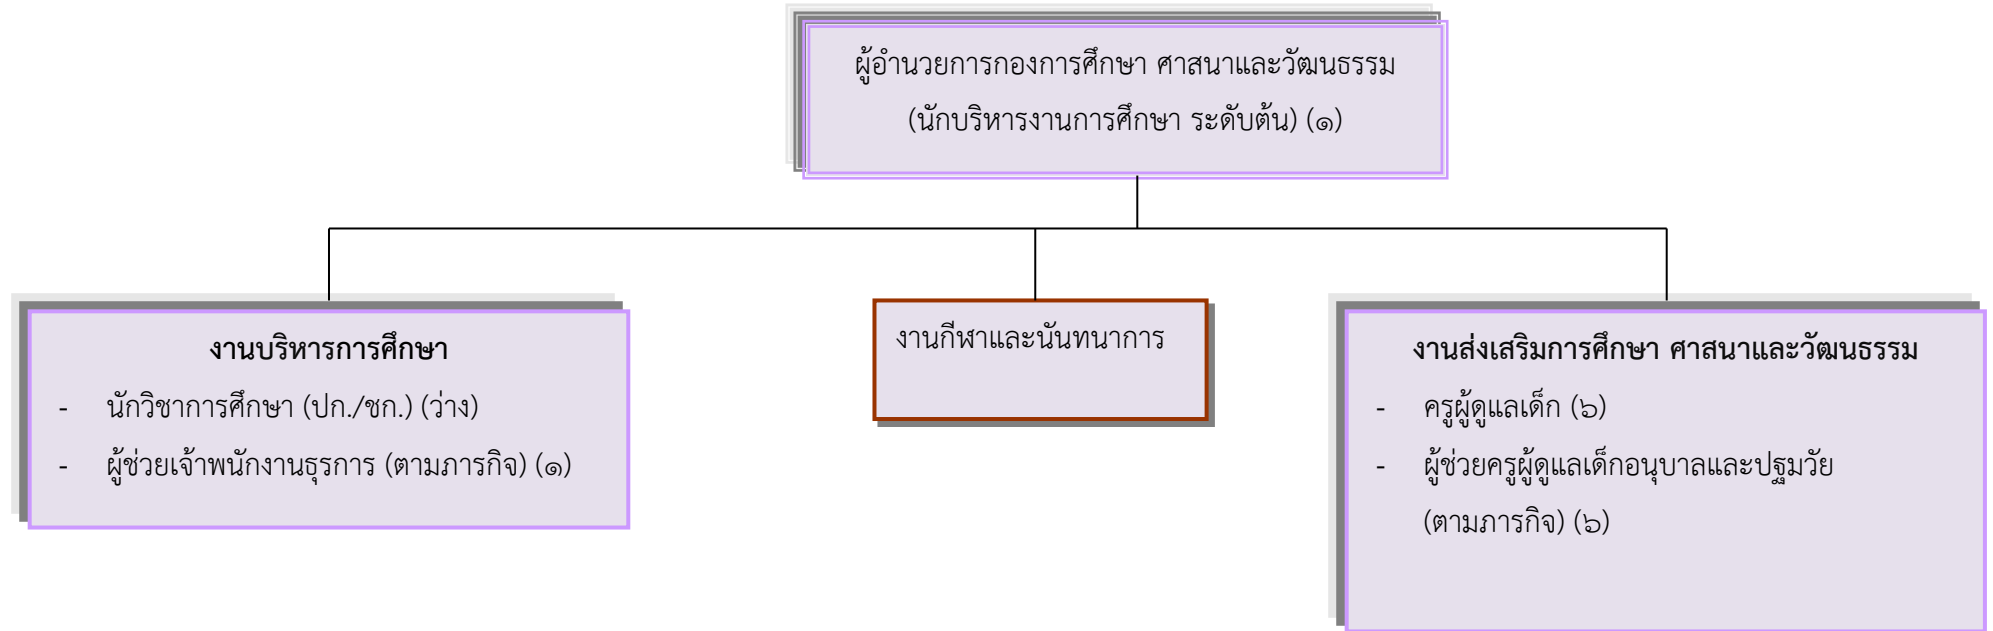 ผู้อำนวยการกองการศึกษา ศาสนาและวัฒนธรรม
(นักบริหารงานการศึกษา ระดับต้น) (๑)
งานบริหารการศึกษา
- นักวิชาการศึกษา (ปก./ชก.) (ว่าง)
- ผู้ช่วยเจ้าพนักงานธุรการ (ตามภารกิจ) (๑)
งานกีฬาและนันทนาการ
งานส่งเสริมการศึกษา ศาสนาและวัฒนธรรม
- ครูผู้ดูแลเด็ก (๖)
- ผู้ช่วยครูผู้ดูแลเด็กอนุบาลและปฐมวัย
(ตามภารกิจ) (๖)